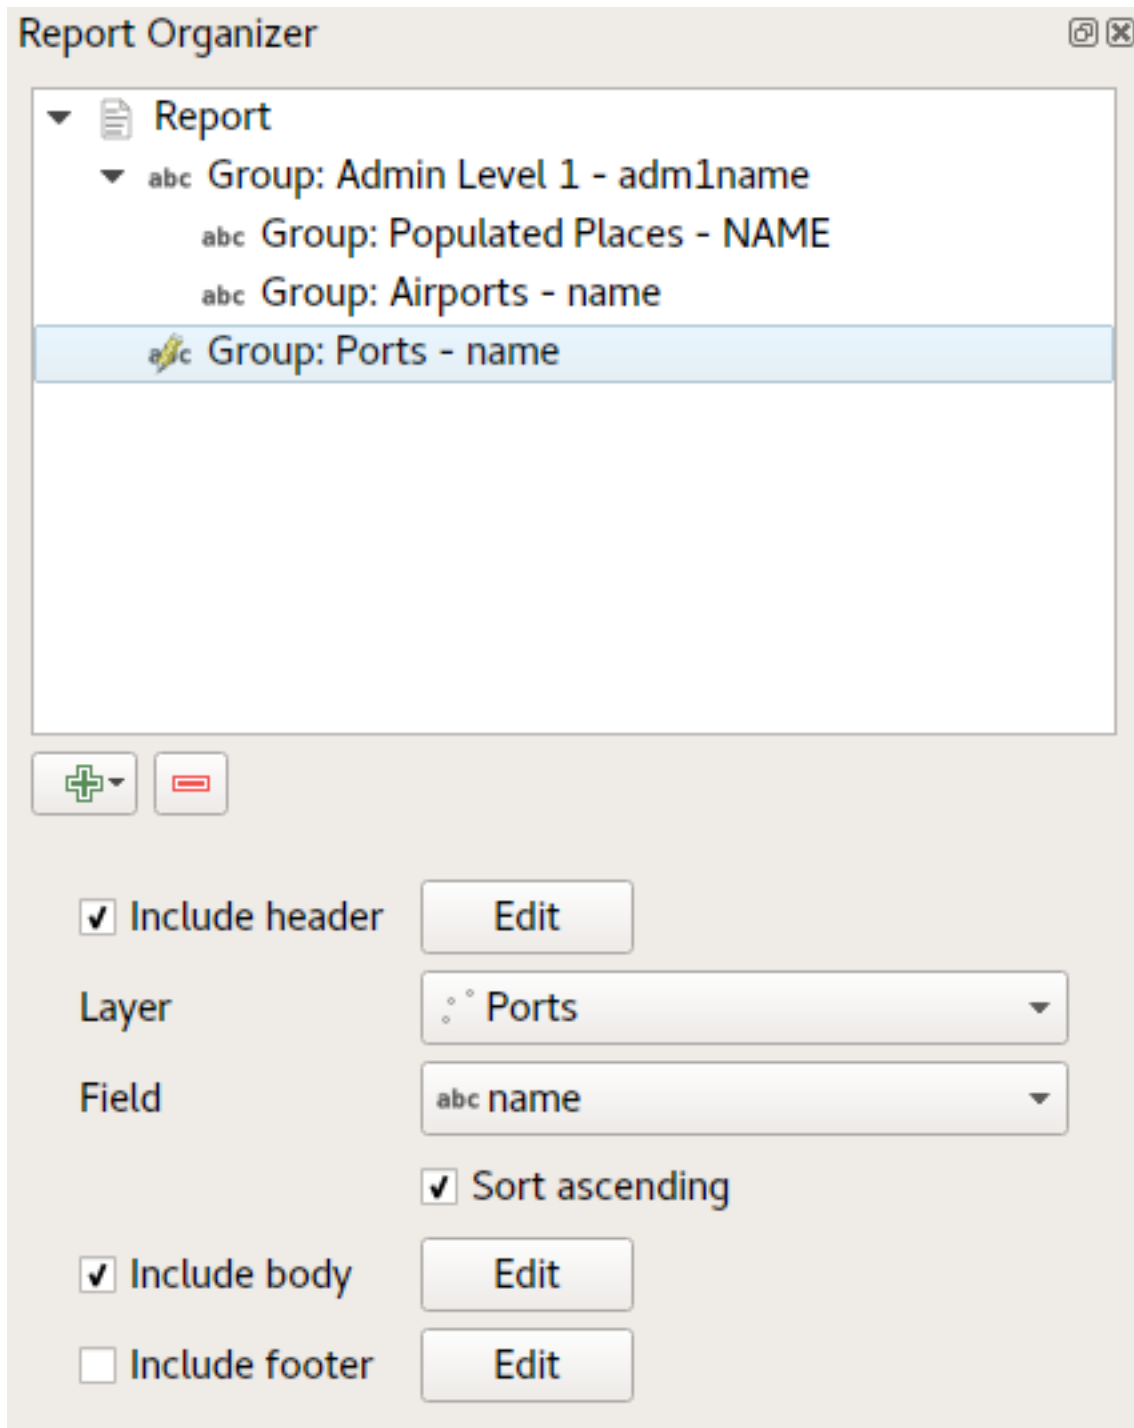 Report Organizer
Report
abc Group: Admin Level 1 - adm1name
abc Group: Populated Places - NAME
abc Group: Airports - name
abc Group: Ports - name
Include header Edit
Layer Ports
Field abc name
Sort ascending
Include body Edit
Include footer Edit